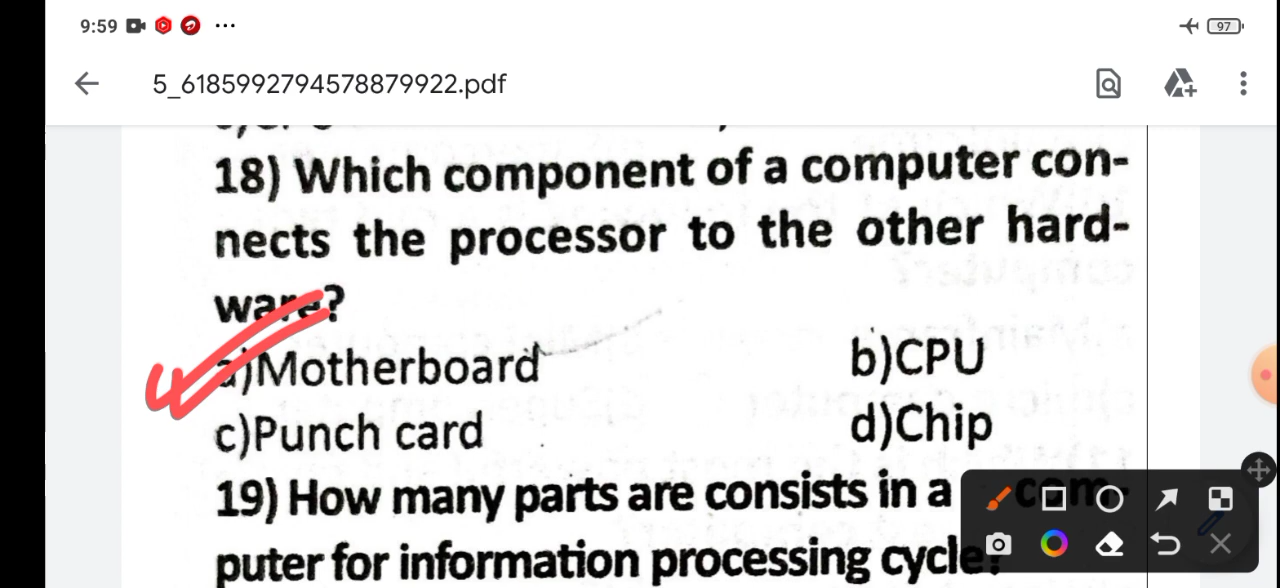 9:59
97
5_6185992794578879922.pdf
18) Which component of a computer con-
nects the processor to the other hard-
ware?
a)Motherboard b)CPU
c)Punch card d)Chip
19) How many parts are consists in a com-
puter for information processing cycle?